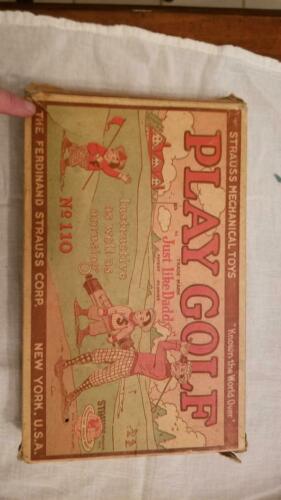 STRAUSS MECHANICAL TOYS
"Known the World Over"
PLAY GOLF
Just like Daddy
Instructive
as well as
amusing
No 110
THE FERDINAND STRAUSS CORP. NEW YORK. U.S.A.